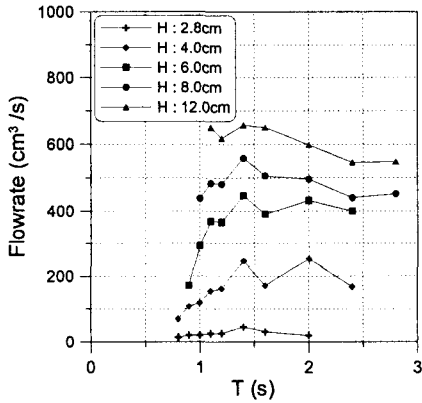 1000
800
600
400
200
0
Flowrate (cm³ /s)
H : 2.8cm
H : 4.0cm
H : 6.0cm
H : 8.0cm
H : 12.0cm
0 1 2 3
T (s)